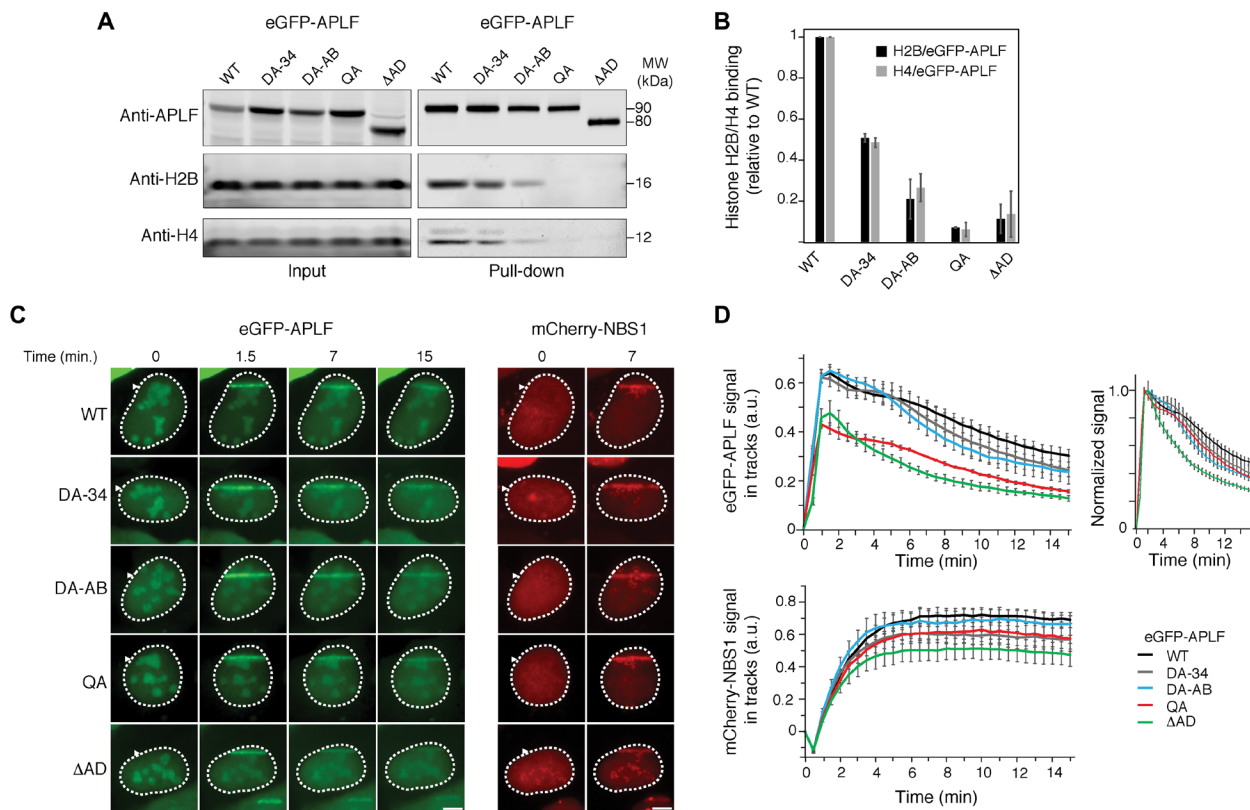 A
eGFP-APLF
eGFP-APLF
WT
DA-34
DA-AB
QA
ΔAD
WT
DA-34
DA-AB
QA
ΔAD
MW
(kDa)
Anti-APLF
90
80
Anti-H2B
16
Anti-H4
12
Input
Pull-down
B
Histone H2B/H4 binding
(relative to WT)
1
0.8
0.6
0.4
0.2
H2B/eGFP-APLF
H4/eGFP-APLF
WT
DA-34
DA-AB
QA
ΔAD
C
eGFP-APLF
mCherry-NBS1
Time (min.)
0
1.5
7
15
0
7
WT
DA-34
DA-AB
QA
ΔAD
D
eGFP-APLF signal
in tracks (a.u.)
0.6
0.4
0.2
0
0 2 4 6 8 10 12 14
Time (min)
Normalized signal
1.0
0
0 4 8 12
Time (min)
mCherry-NBS1 signal
in tracks (a.u.)
0.8
0.6
0.4
0.2
0
0 2 4 6 8 10 12 14
Time (min)
eGFP-APLF
WT
DA-34
DA-AB
QA
ΔAD